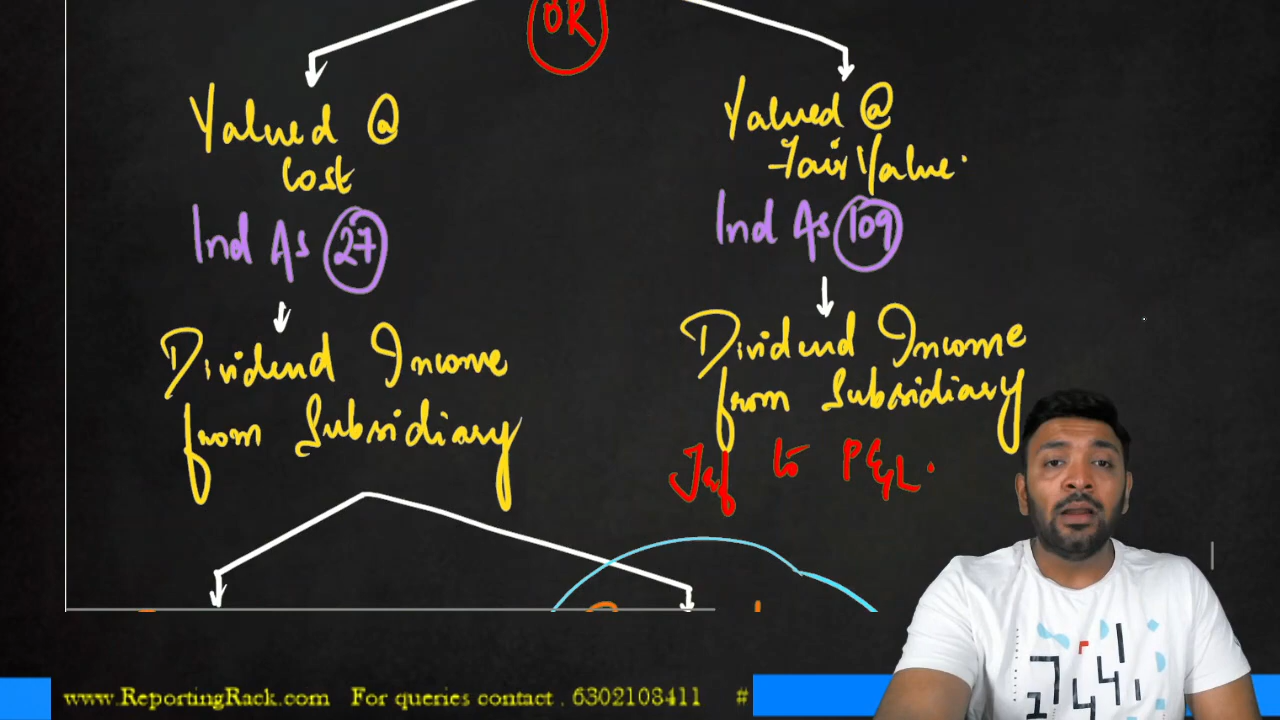 OR
Valued @
Cost
Ind As 27
Dividend Income
from Subsidiary
Valued @
Fair Value.
Ind As 109
Dividend Income
from Subsidiary
Trf to P&L.
www.ReportingRack.com For queries contact . 6302108411 #